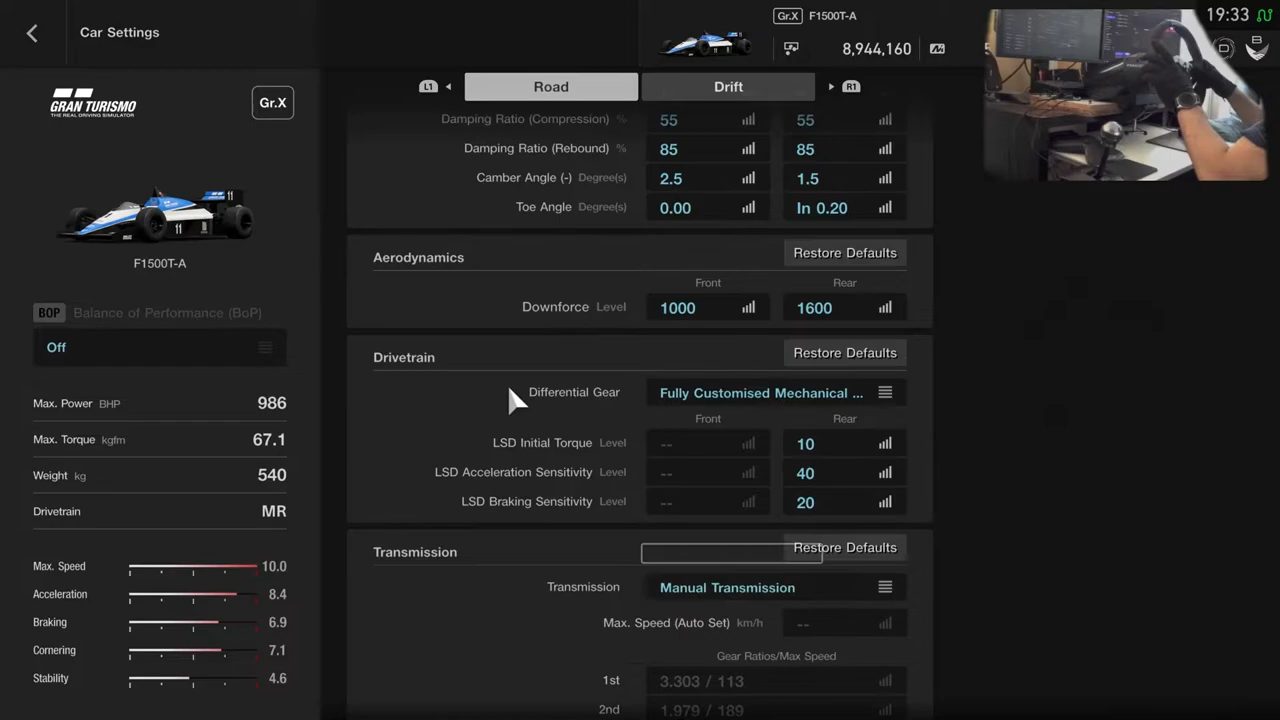 Car Settings
Gr.X F1500T-A
8,944,160
19:33
GRAN TURISMO
THE REAL DRIVING SIMULATOR
Gr.X
11
F1500T-A
BOP Balance of Performance (BoP)
Off
Max. Power BHP 986
Max. Torque kgfm 67.1
Weight kg 540
Drivetrain MR
Max. Speed 10.0
Acceleration 8.4
Braking 6.9
Cornering 7.1
Stability 4.6
L1 Road Drift R1
Damping Ratio (Compression) % 55 55
Damping Ratio (Rebound) % 85 85
Camber Angle (-) Degree(s) 2.5 1.5
Toe Angle Degree(s) 0.00 In 0.20
Aerodynamics Restore Defaults
Front Rear
Downforce Level 1000 1600
Drivetrain Restore Defaults
Differential Gear Fully Customised Mechanical ...
Front Rear
LSD Initial Torque Level -- 10
LSD Acceleration Sensitivity Level -- 40
LSD Braking Sensitivity Level -- 20
Transmission Restore Defaults
Transmission Manual Transmission
Max. Speed (Auto Set) km/h --
Gear Ratios/Max Speed
1st 3.303 / 113
2nd 1.979 / 189